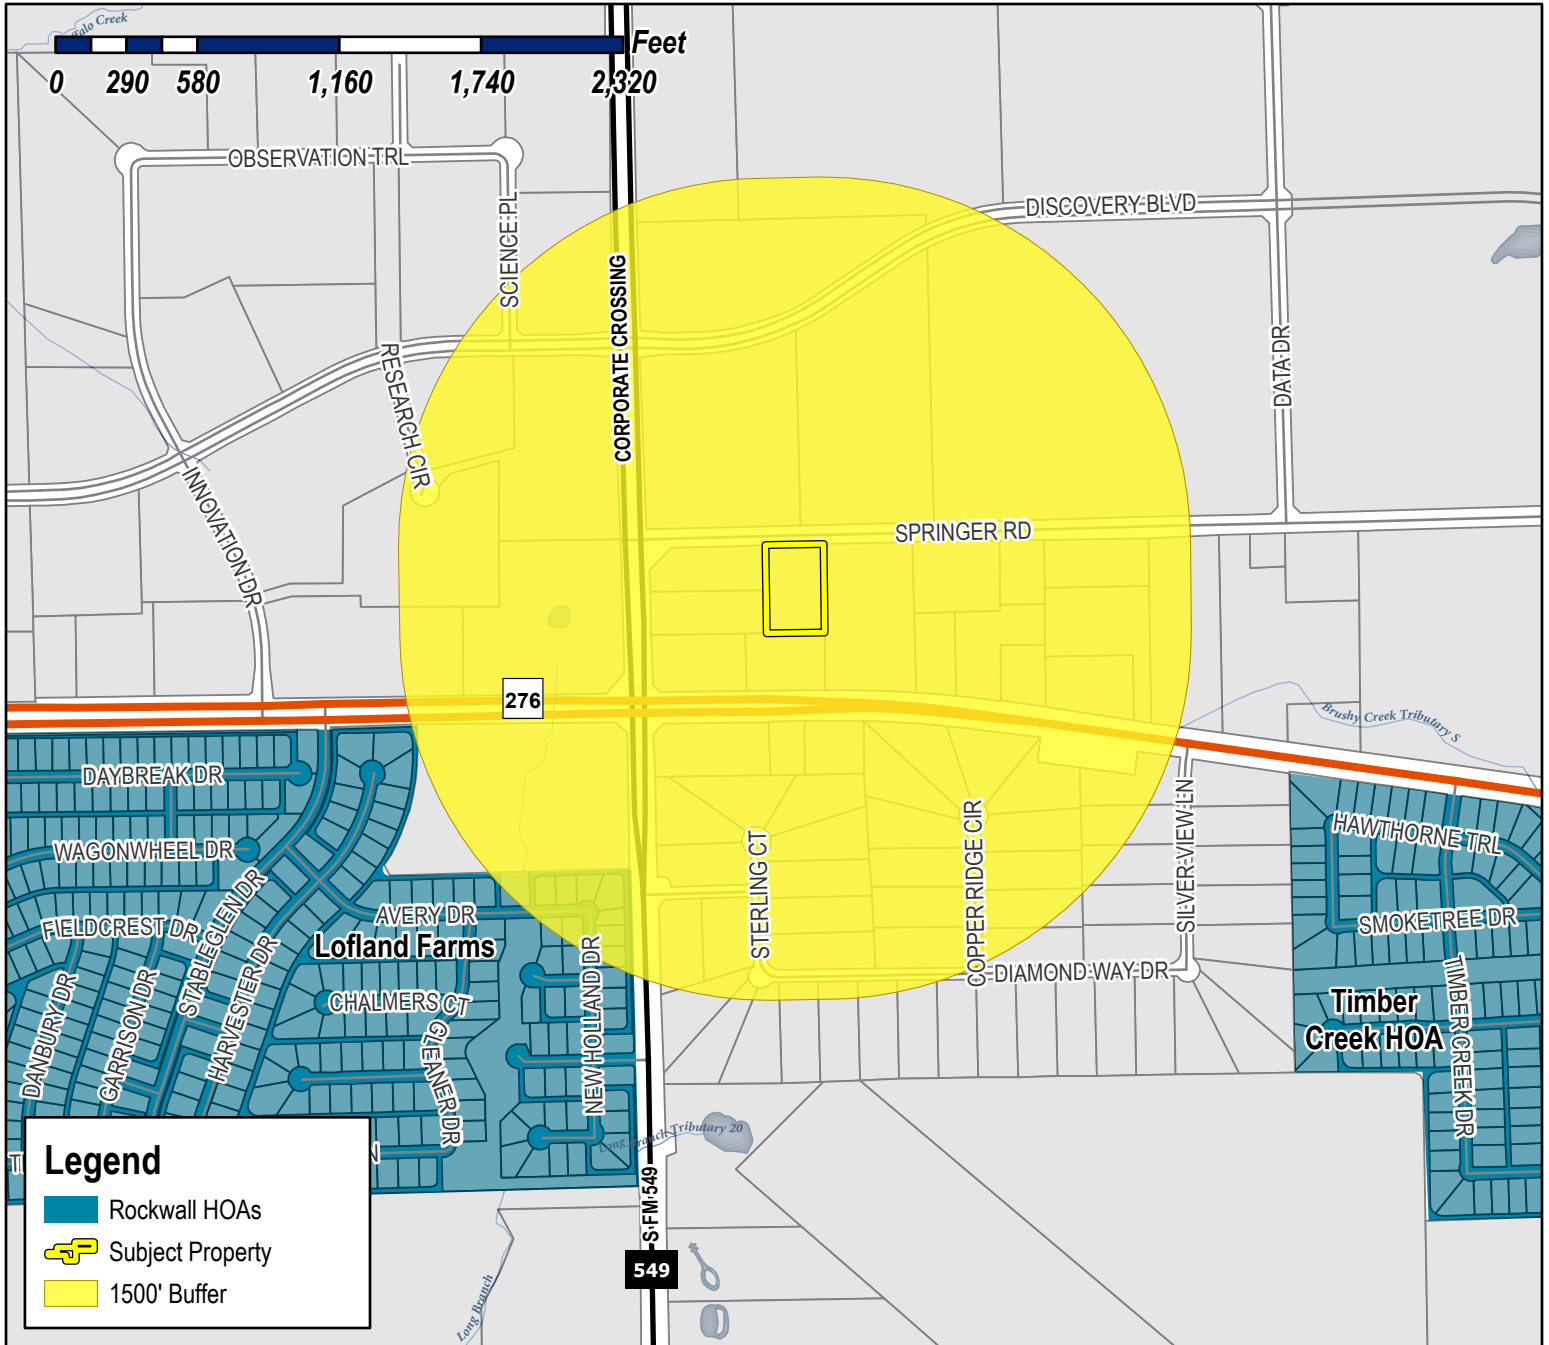 Feet
0 290 580 1,160 1,740 2,320
OBSERVATION TRL
SCIENCE PL
DISCOVERY BLVD
CORPORATE CROSSING
RESEARCH CIR
DATA DR
INNOVATION DR
SPRINGER RD
276
Brushy Creek Tributary S
DAYBREAK DR
WAGONWHEEL DR
FIELDCREST DR
STABLEGLEN DR
AVERY DR
Lofland Farms
HARVESTER DR
DANBURY DR
GARRISON DR
CHALMERS CT
GLEANER DR
NEW HOLLAND DR
STERLING CT
COPPER RIDGE CIR
SILVER VIEW LN
DIAMOND WAY DR
HAWTHORNE TRL
SMOKETREE DR
Timber
Creek HOA
TIMBER CREEK DR
Long Branch Tributary 20
S FM 549
549
Long Branch
Legend
Rockwall HOAs
Subject Property
1500' Buffer